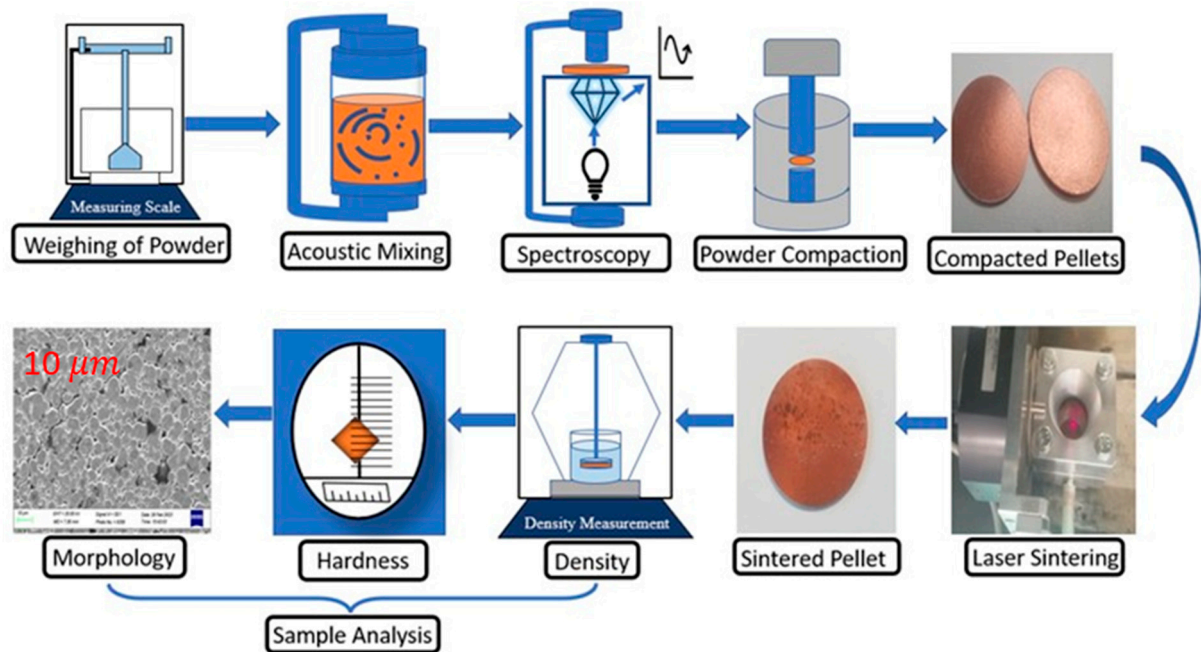 Measuring Scale
Weighing of Powder
Acoustic Mixing
Spectroscopy
Powder Compaction
Compacted Pellets
10 μm
Morphology
Hardness
Density Measurement
Density
Sintered Pellet
Laser Sintering
Sample Analysis